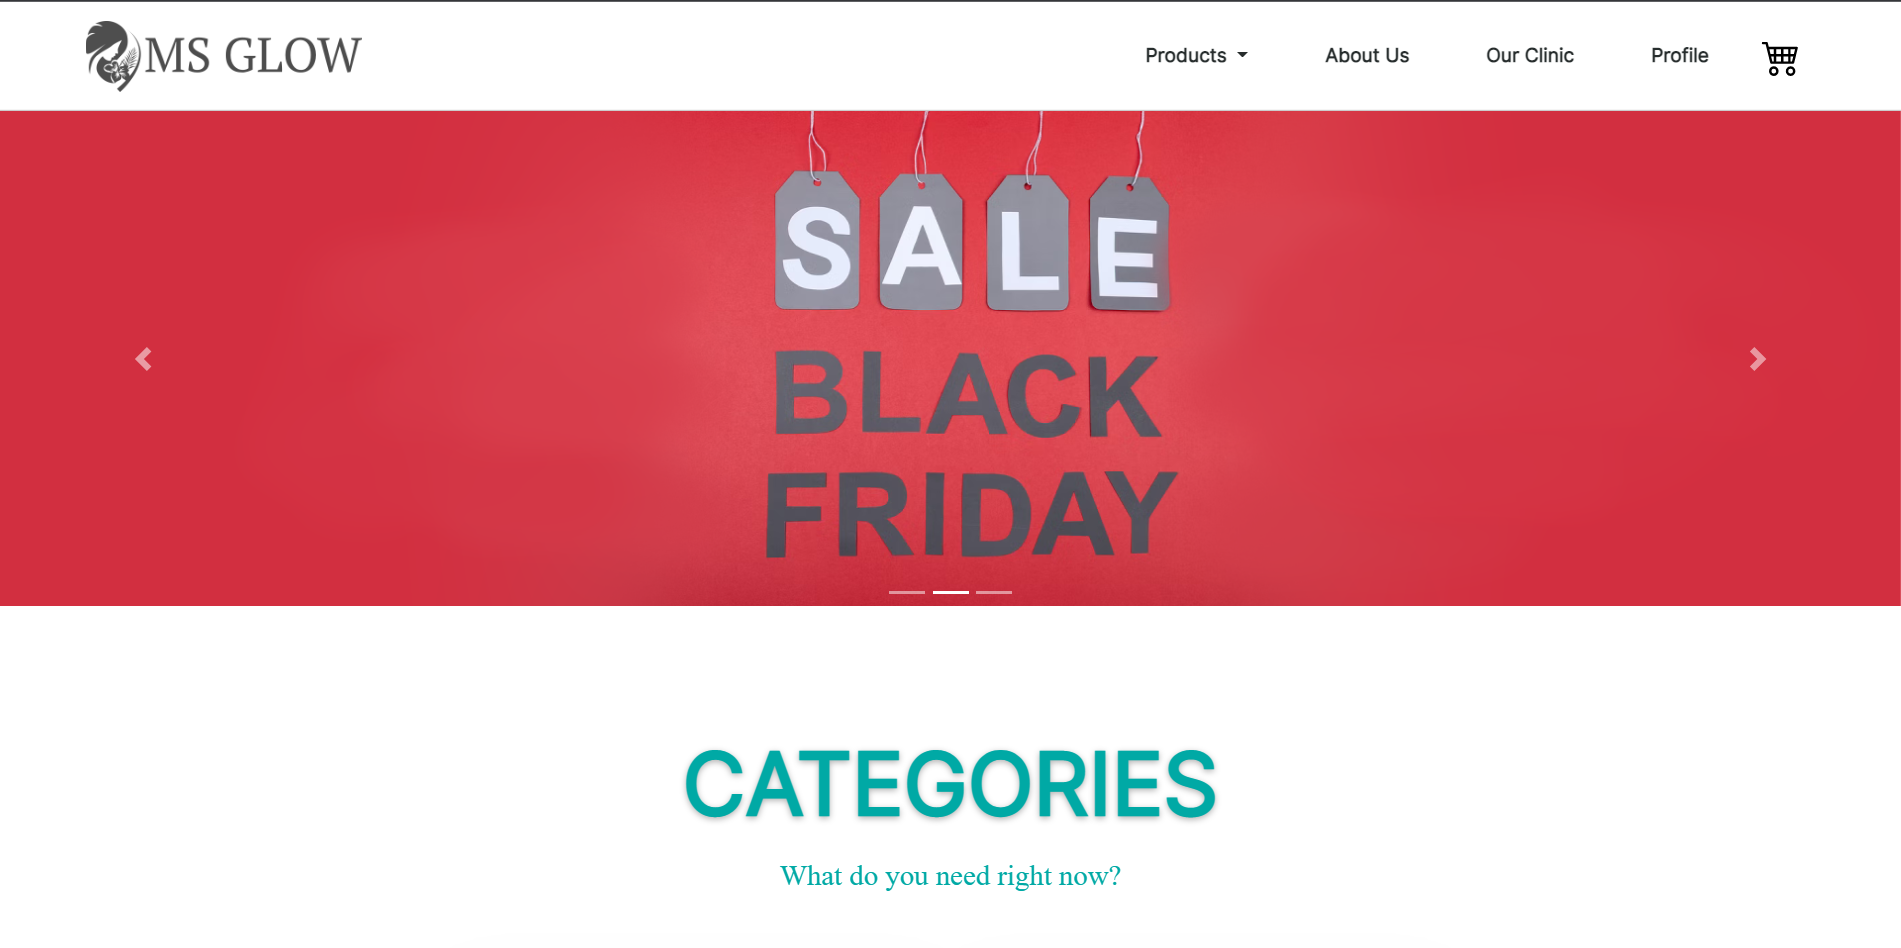 MS GLOW
Products
About Us
Our Clinic
Profile
SALE
BLACK
FRIDAY
CATEGORIES
What do you need right now?